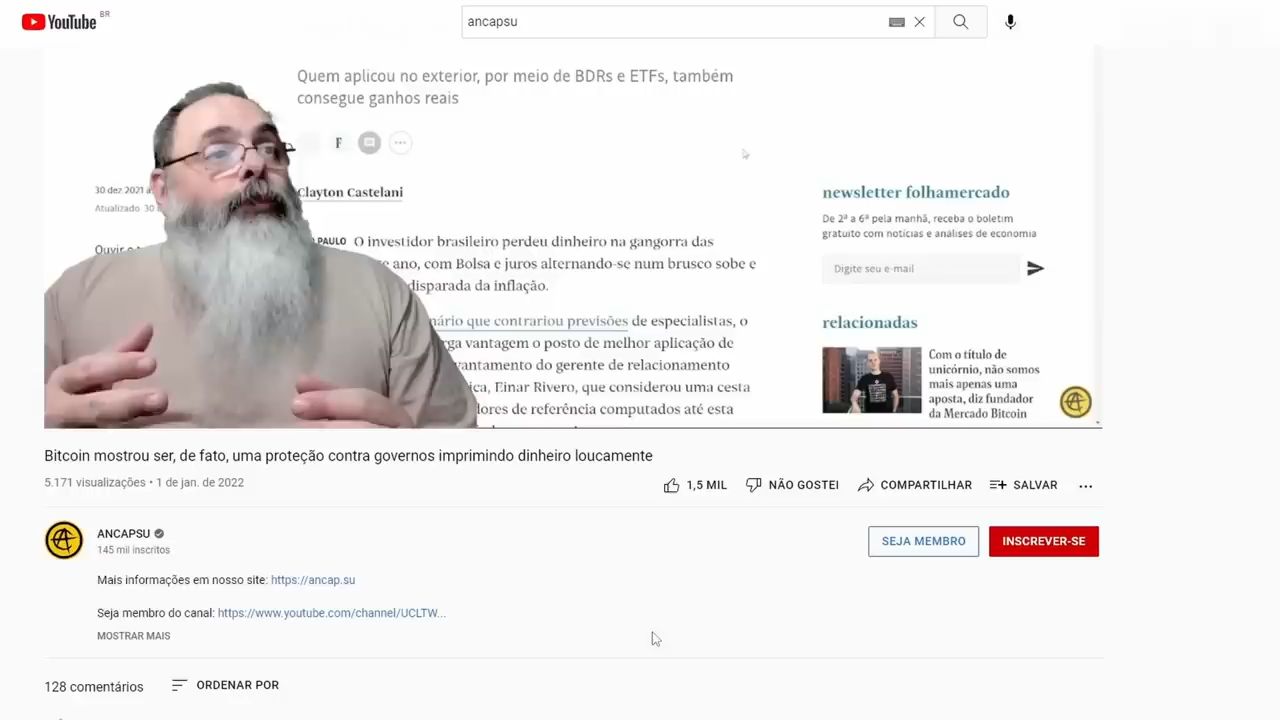 YouTube BR
ancapsu
Quem aplicou no exterior, por meio de BDRs e ETFs, também
consegue ganhos reais
F
30 dez 2021
Atualizado 30
Clayton Castelani
newsletter folhamercado
De 2ª a 6ª pela manhã, receba o boletim
gratuito com notícias e análises de economia
Digite seu e-mail
PAULO O investidor brasileiro perdeu dinheiro na gangorra das
e ano, com Bolsa e juros alternando-se num brusco sobe e
disparada da inflação.
nário que contrariou previsões de especialistas, o
rga vantagem o posto de melhor aplicação de
vantamento do gerente de relacionamento
ica, Einar Rivero, que considerou uma cesta
lores de referência computados até esta
relacionadas
Com o título de
unicórnio, não somos
mais apenas uma
aposta, diz fundador
da Mercado Bitcoin
Bitcoin mostrou ser, de fato, uma proteção contra governos imprimindo dinheiro loucamente
5.171 visualizações • 1 de jan. de 2022
1,5 MIL
NÃO GOSTEI
COMPARTILHAR
SALVAR
ANCAPSU
145 mil inscritos
SEJA MEMBRO
INSCREVER-SE
Mais informações em nosso site: https://ancap.su
Seja membro do canal: https://www.youtube.com/channel/UCLTW...
MOSTRAR MAIS
128 comentários
ORDENAR POR